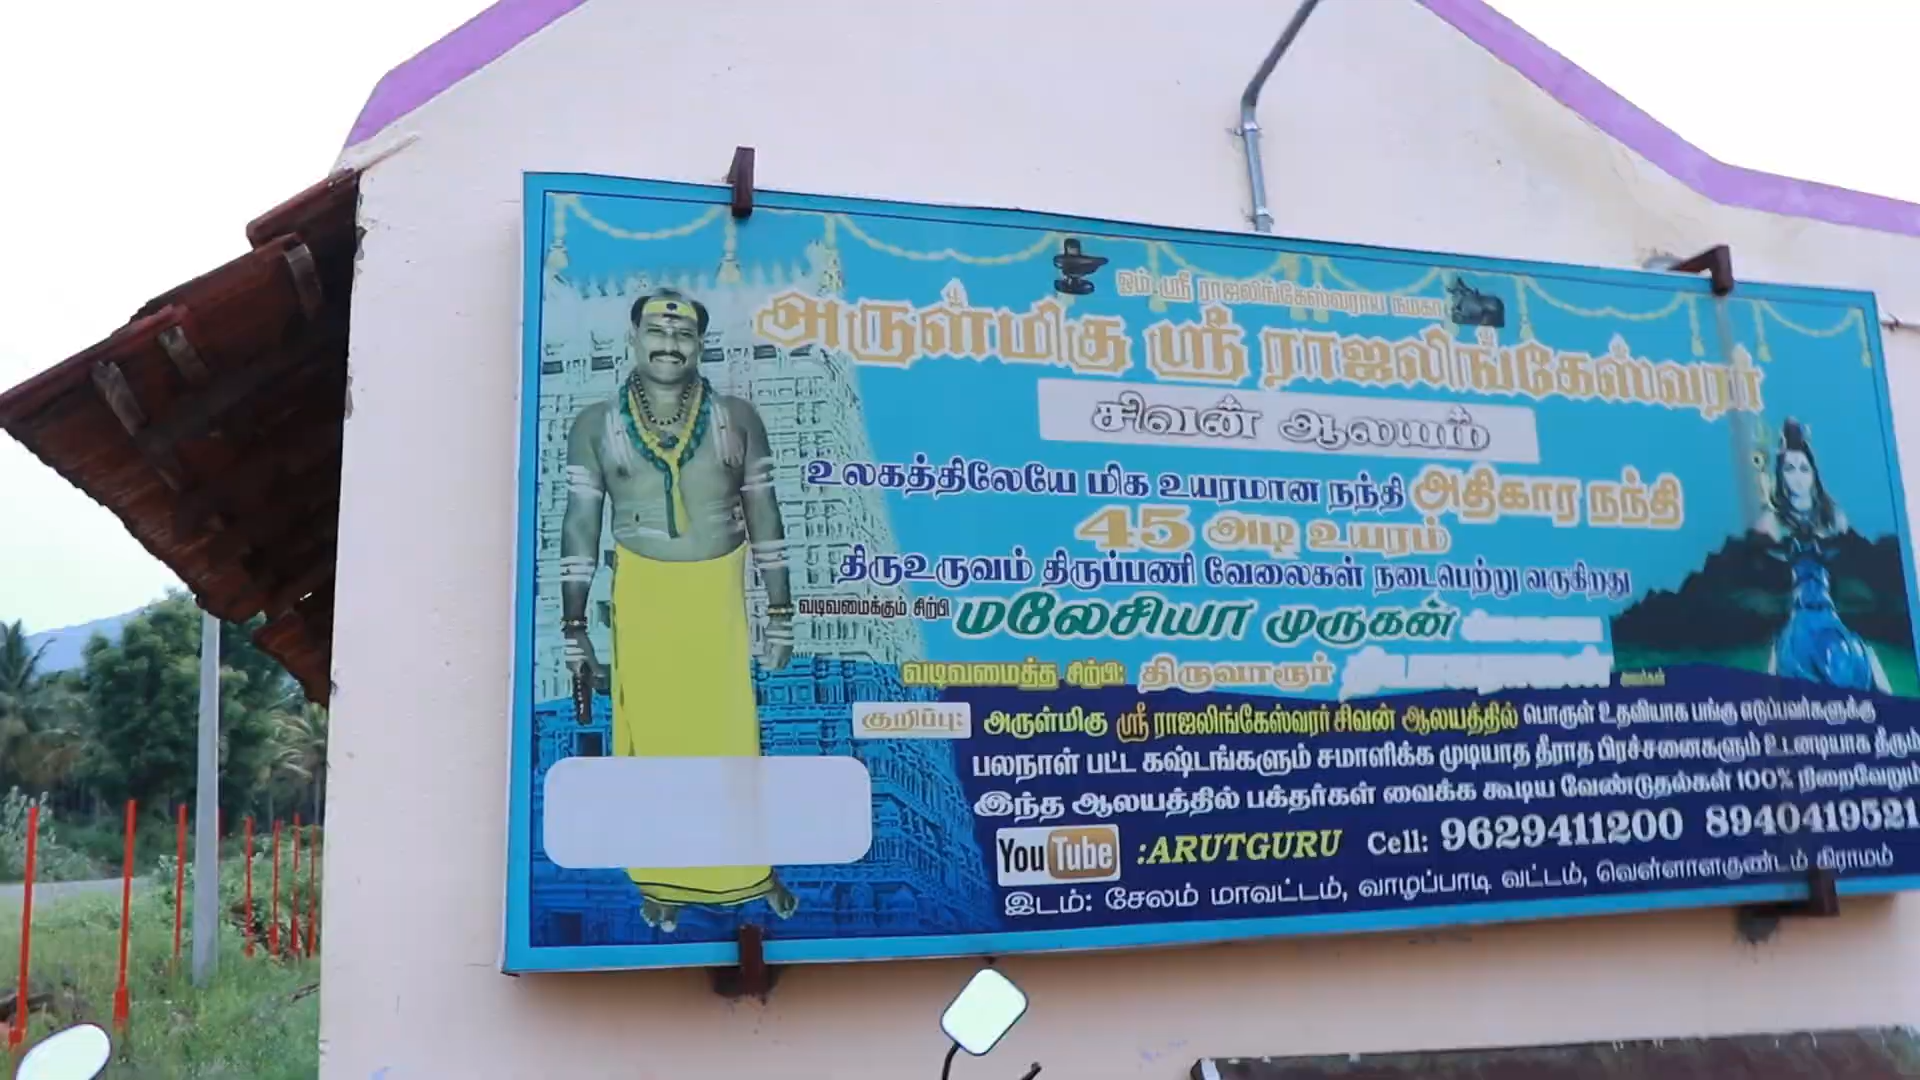 ஓம் ஸ்ரீ ராஜலிங்கேஸ்வராய நமகா
அருள்மிகு ஸ்ரீ ராஜலிங்கேஸ்வரர்
சிவன் ஆலயம்
உலகத்திலேயே மிக உயரமான நந்தி அதிகார நந்தி
45 அடி உயரம்
திருஉருவம் திருப்பணி வேலைகள் நடைபெற்று வருகிறது
வடிவமைக்கும் சிற்பி மலேசியா முருகன்
வடிவமைத்த சிற்பி: திருவாரூர்
குறிப்பு: அருள்மிகு ஸ்ரீ ராஜலிங்கேஸ்வரர் சிவன் ஆலயத்தில் பொருள் உதவியாக பங்கு எடுப்பவர்களுக்கு
பலநாள் பட்ட கஷ்டங்களும் சமாளிக்க முடியாத தீராத பிரச்சனைகளும் உடனடியாக தீரும்
இந்த ஆலயத்தில் பக்தர்கள் வைக்க கூடிய வேண்டுதல்கள் 100% நிறைவேறும்
YouTube :ARUTGURU Cell: 9629411200 8940419521
இடம்: சேலம் மாவட்டம், வாழப்பாடி வட்டம், வெள்ளாளகுண்டம் கிராமம்